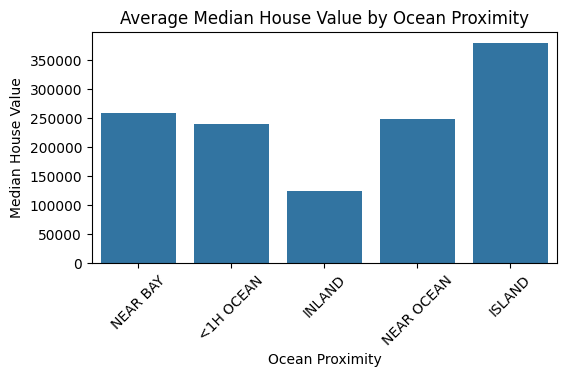 Average Median House Value by Ocean Proximity
Median House Value
350000
300000
250000
200000
150000
100000
50000
0
NEAR BAY
<1H OCEAN
INLAND
NEAR OCEAN
ISLAND
Ocean Proximity